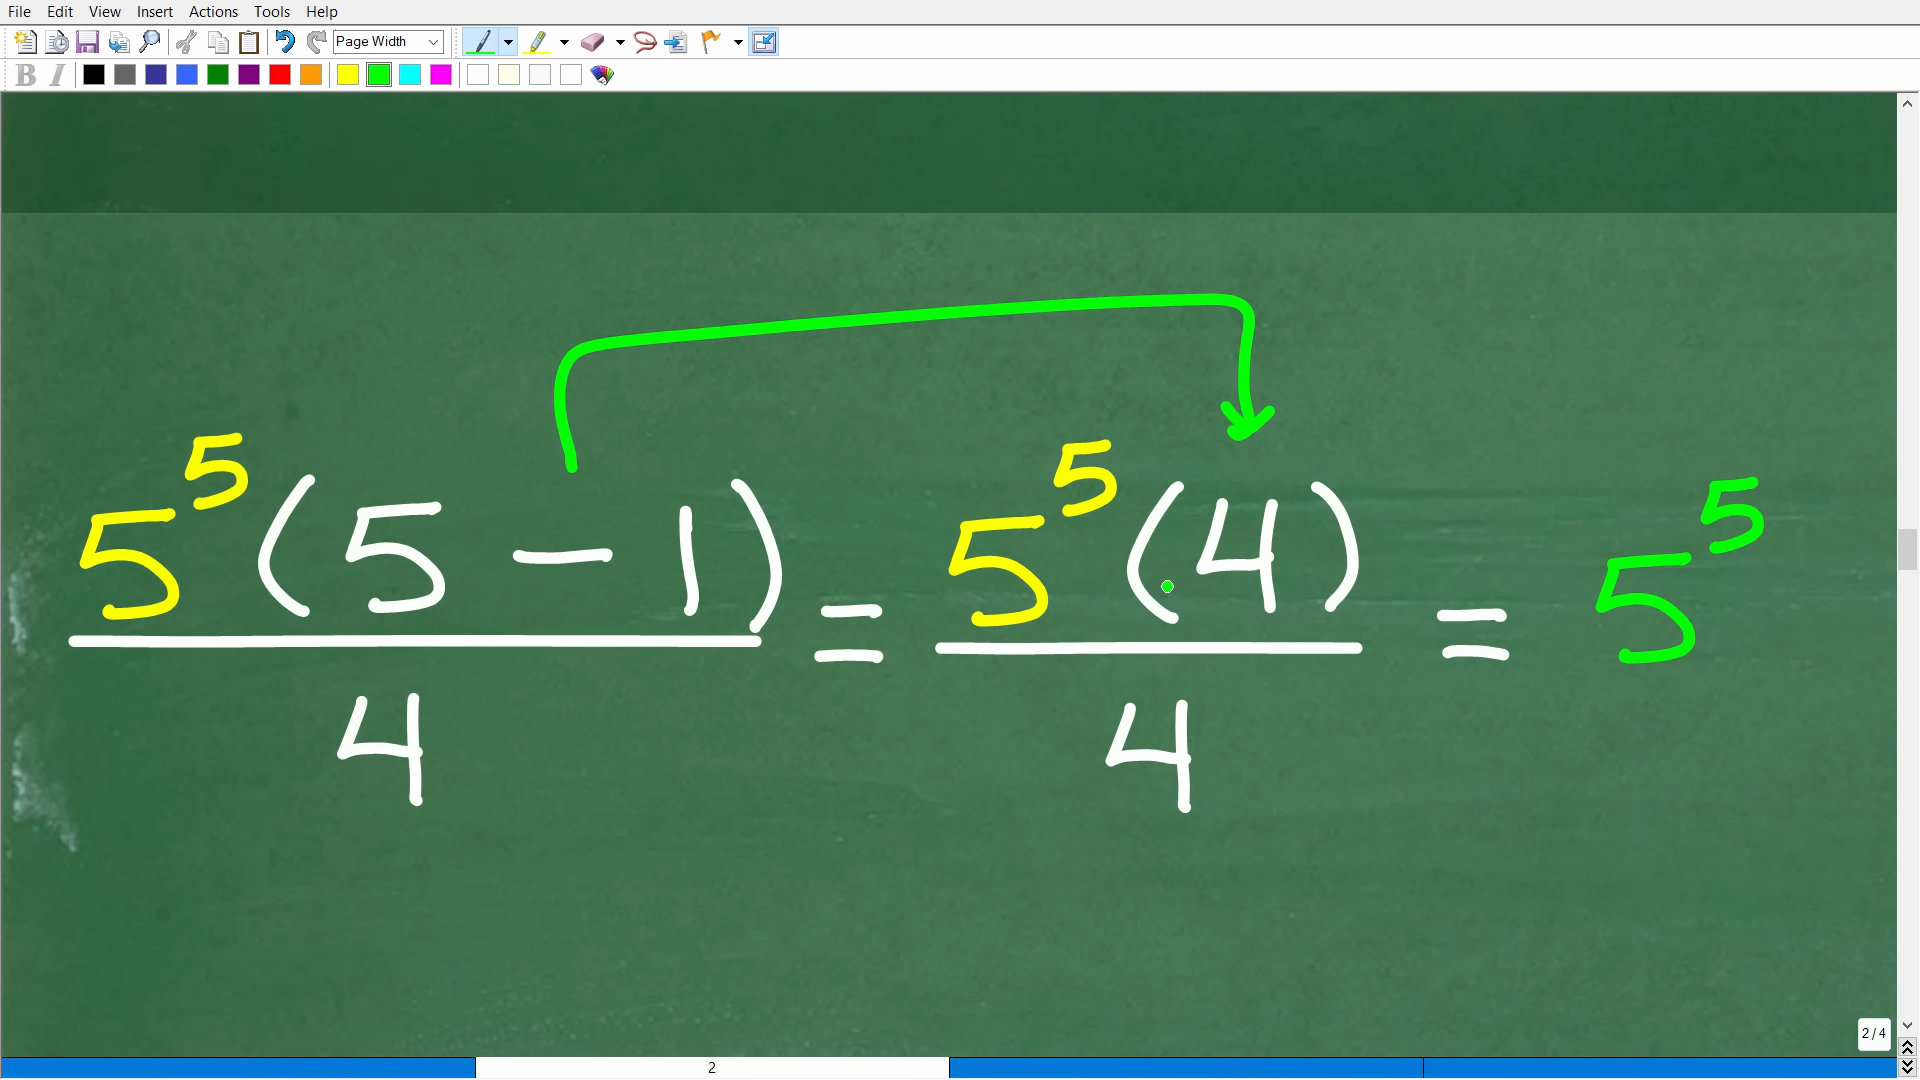 File Edit View Insert Actions Tools Help
Page Width
B I
5⁵(5 − 1)/4 = 5⁵(4)/4 = 5⁵
2 / 4
2